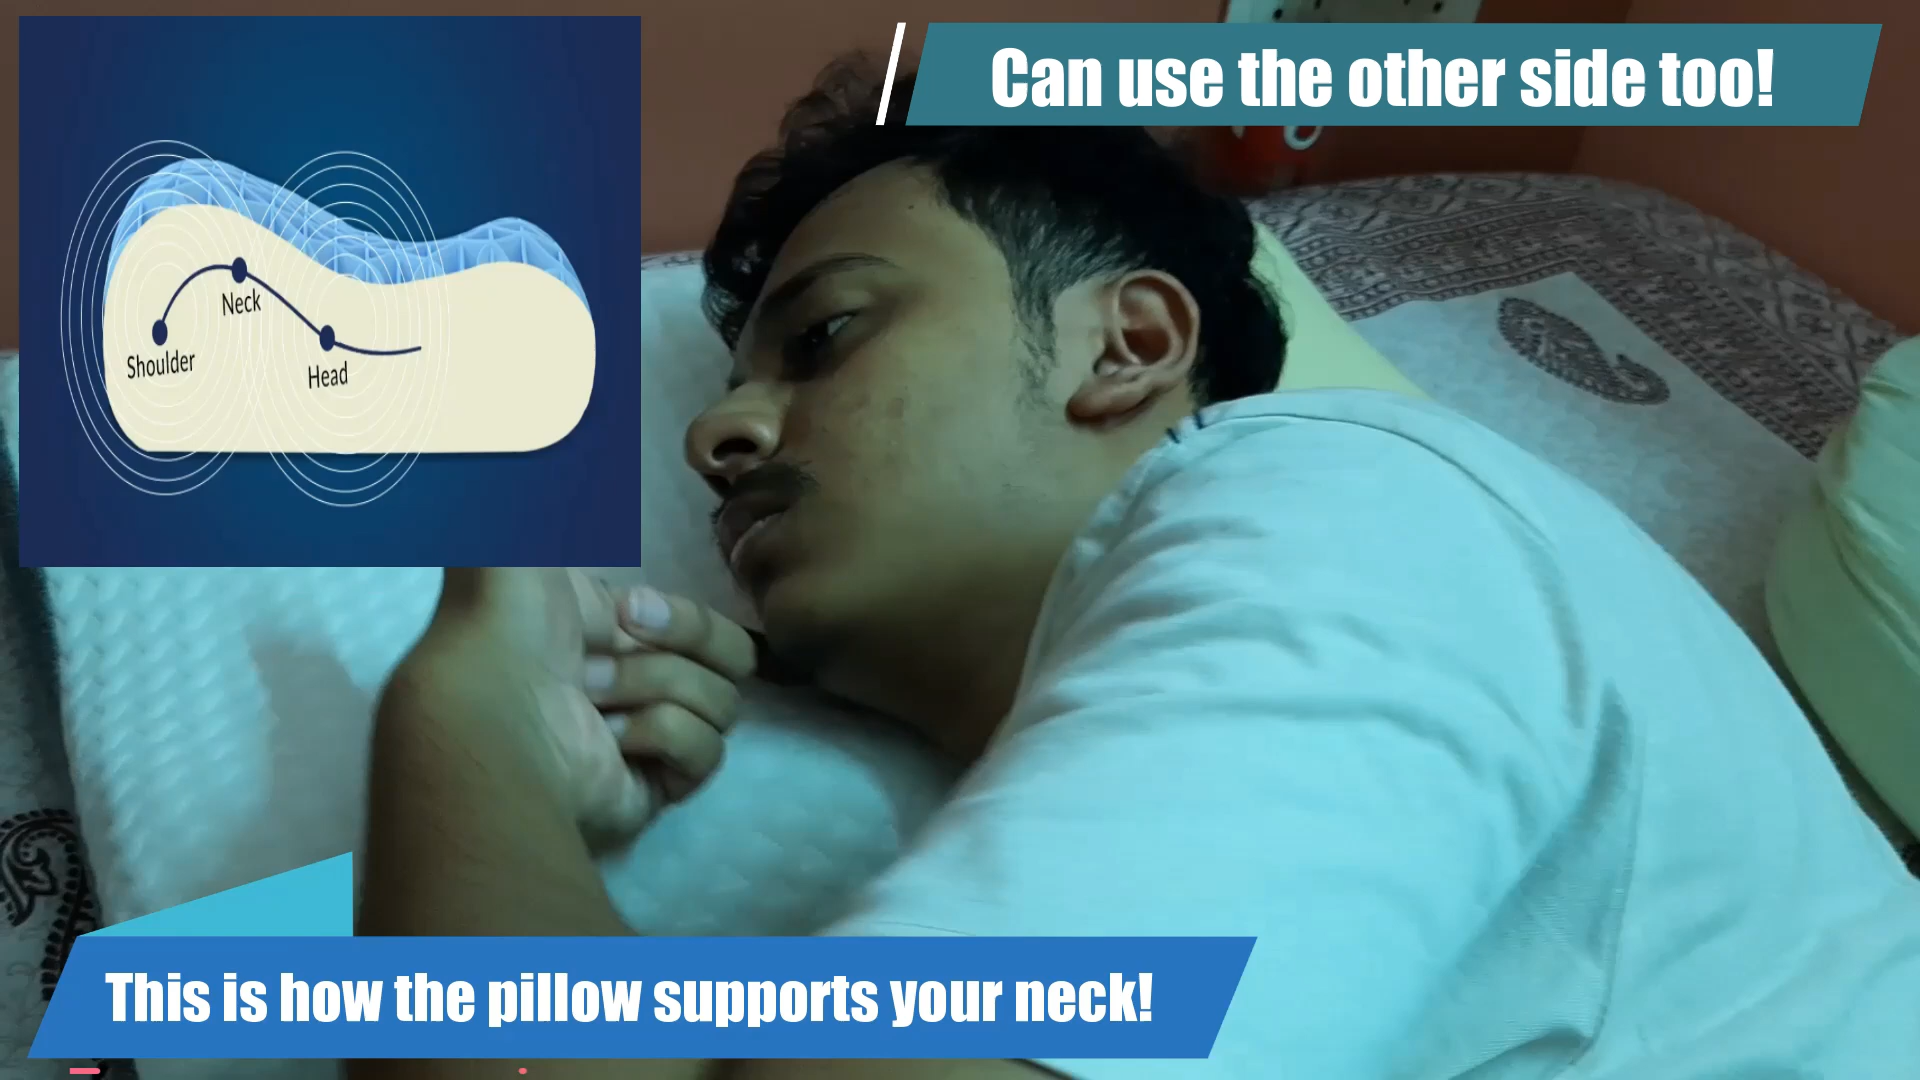 Can use the other side too!
Neck
Shoulder
Head
This is how the pillow supports your neck!